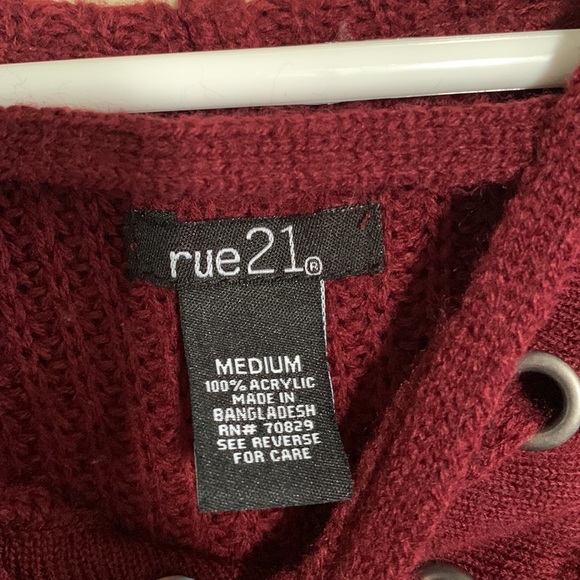 rue21®
MEDIUM
100% ACRYLIC
MADE IN
BANGLADESH
RN# 70829
SEE REVERSE
FOR CARE